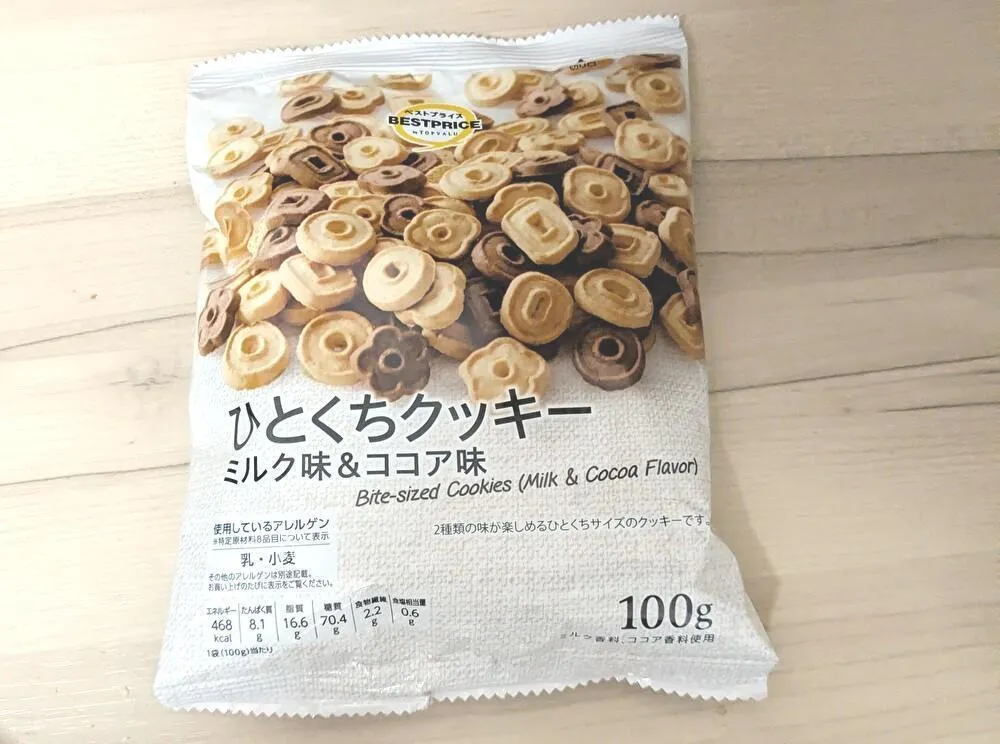 切り口
ベストプライス
BESTPRICE
by TOPVALU
ひとくちクッキー
ミルク味&ココア味
Bite-sized Cookies (Milk & Cocoa Flavor)
2種類の味が楽しめるひとくちサイズのクッキーです。
使用しているアレルゲン
※特定原材料8品目について表示
乳・小麦
その他のアレルゲンは別途記載。
お買い上げのたびに表示をご覧ください。
エネルギー たんぱく質 脂質 糖質 食物繊維 食塩相当量
468 8.1 16.6 70.4 2.2 0.6
kcal g g g g g
1袋(100g)当たり
100g
ミルク香料、ココア香料使用